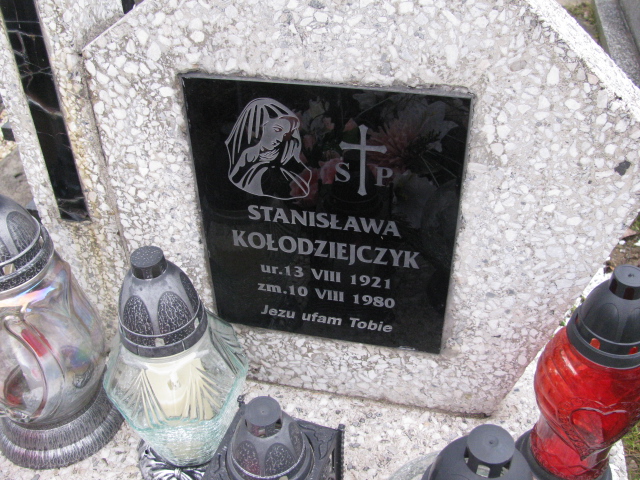 S P
STANISŁAWA
KOŁODZIEJCZYK
ur. 13 VIII 1921
zm. 10 VIII 1980
Jezu ufam Tobie